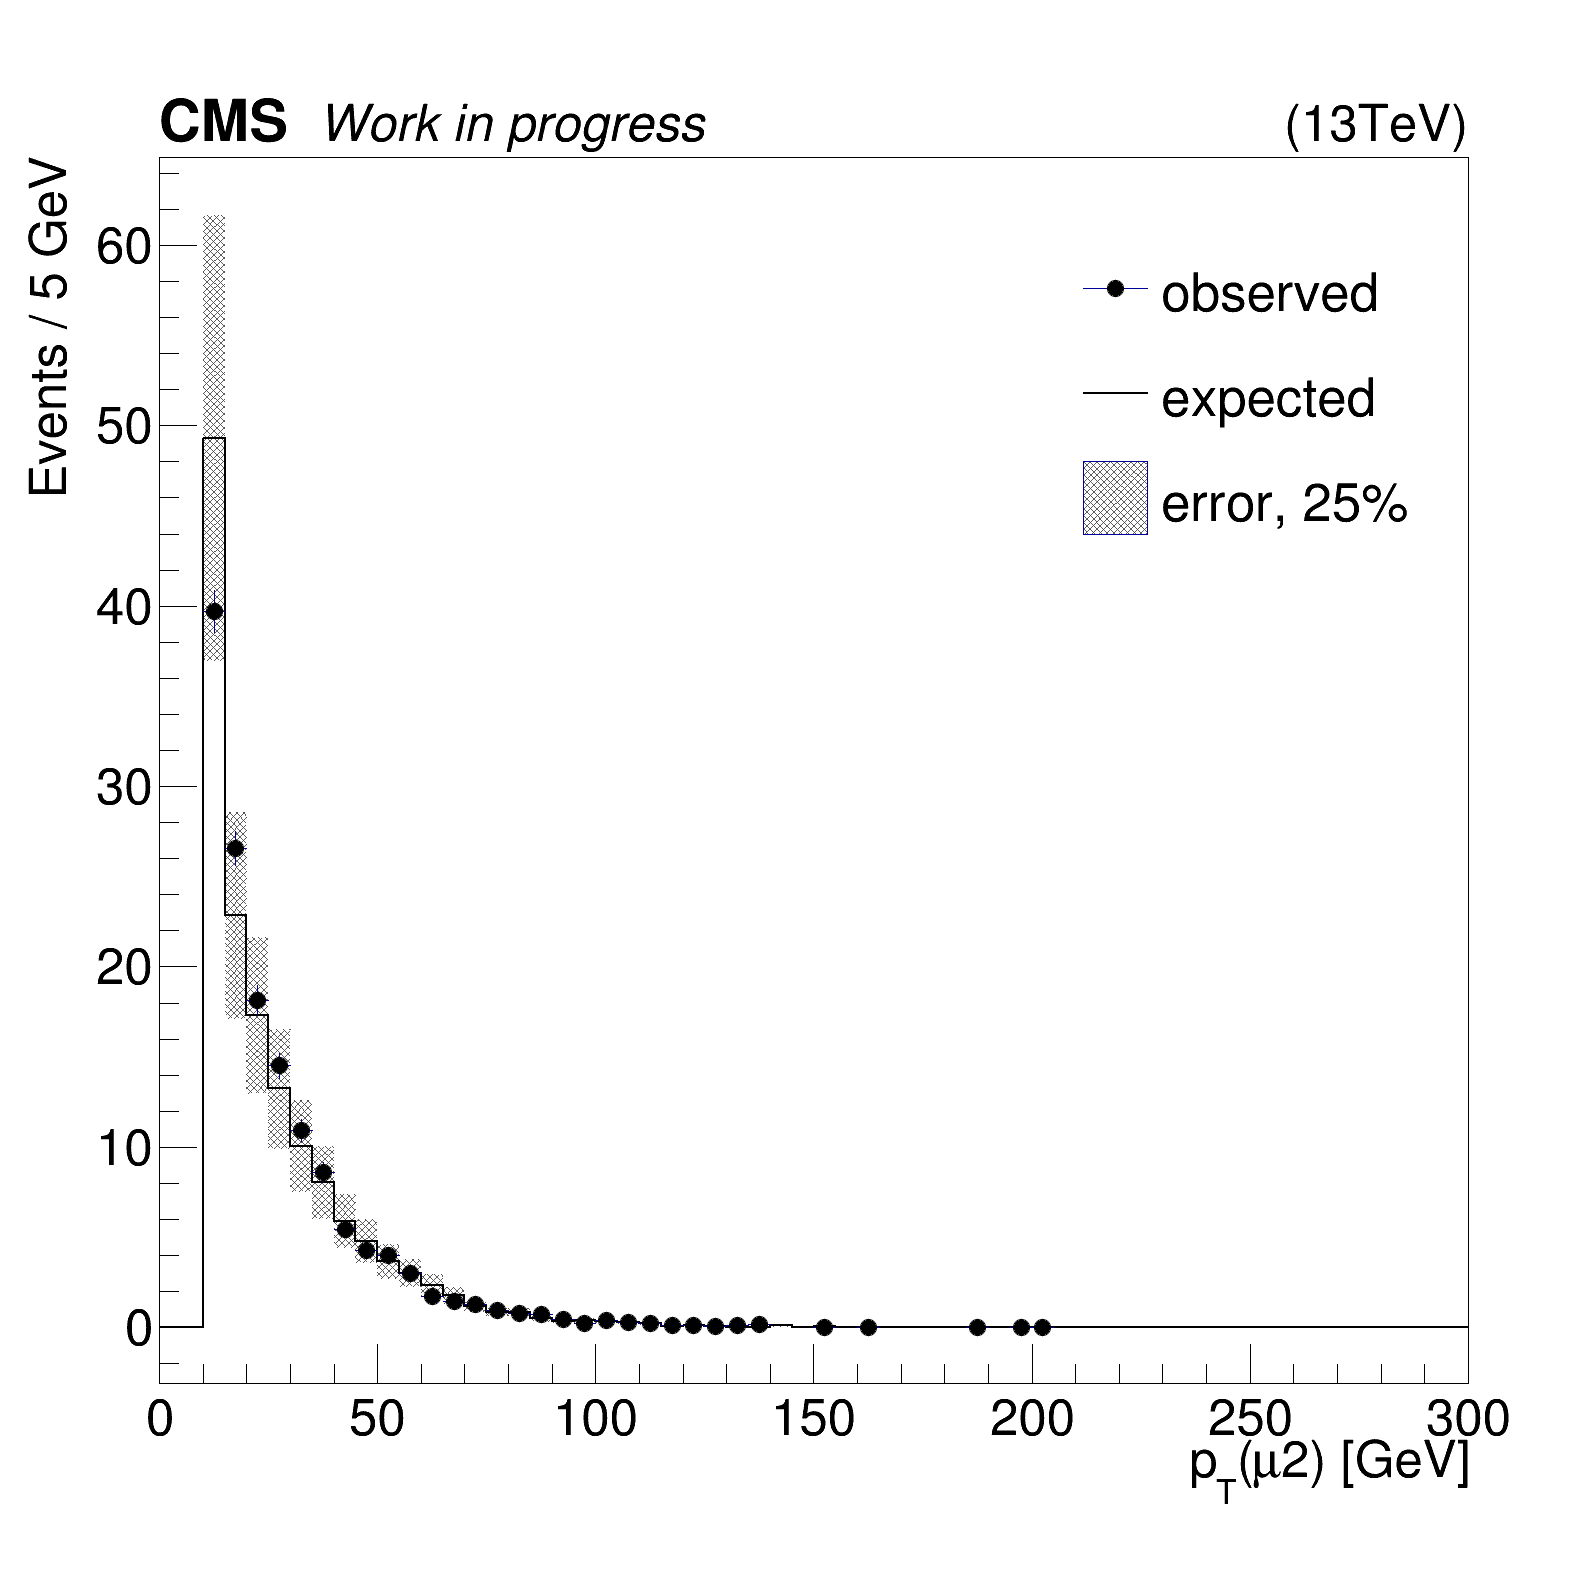 CMS Work in progress (13TeV)
Events / 5 GeV
60
50
40
30
20
10
0
observed
expected
error, 25%
0 50 100 150 200 250 300
p_T(μ2) [GeV]